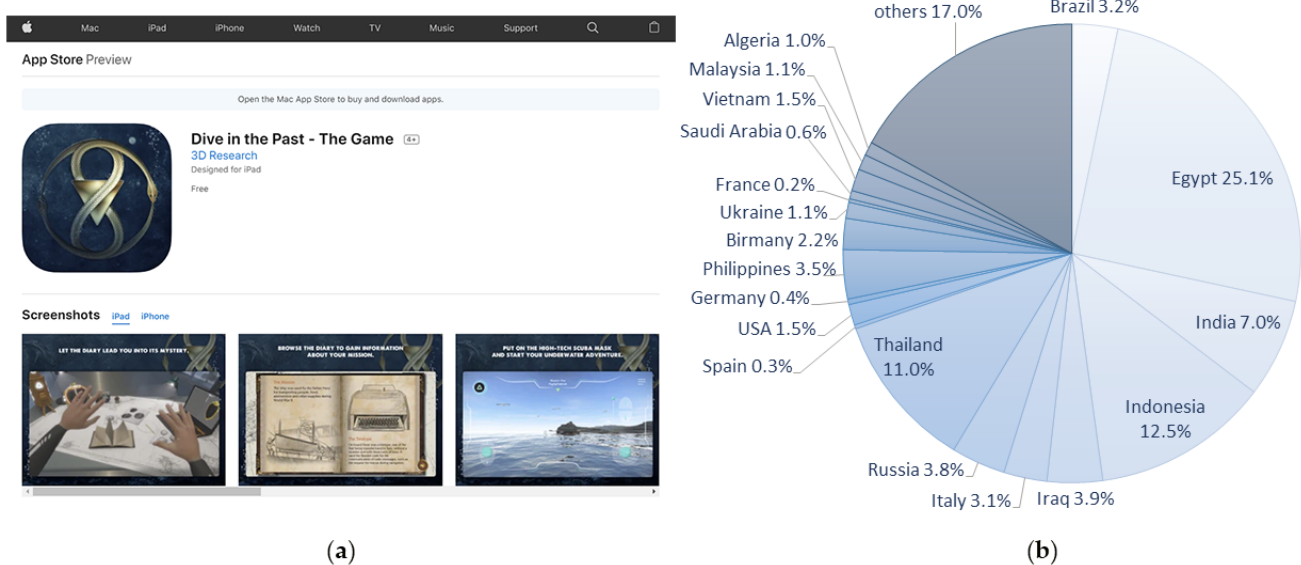 Mac iPad iPhone Watch TV Music Support
App Store Preview
Open the Mac App Store to buy and download apps.
Dive in the Past - The Game 4+
3D Research
Designed for iPad
Free
Screenshots iPad iPhone
LET THE DIARY LEAD YOU INTO ITS MYSTERY.
BROWSE THE DIARY TO GAIN INFORMATION
ABOUT YOUR MISSION.
PUT ON THE HIGH-TECH SCUBA MASK
AND START YOUR UNDERWATER ADVENTURE.
(a)
others 17.0%
Brazil 3.2%
Algeria 1.0%
Malaysia 1.1%
Vietnam 1.5%
Saudi Arabia 0.6%
Egypt 25.1%
France 0.2%
Ukraine 1.1%
Birmany 2.2%
Philippines 3.5%
Germany 0.4%
India 7.0%
USA 1.5%
Thailand
11.0%
Spain 0.3%
Indonesia
12.5%
Russia 3.8%
Italy 3.1%
Iraq 3.9%
(b)